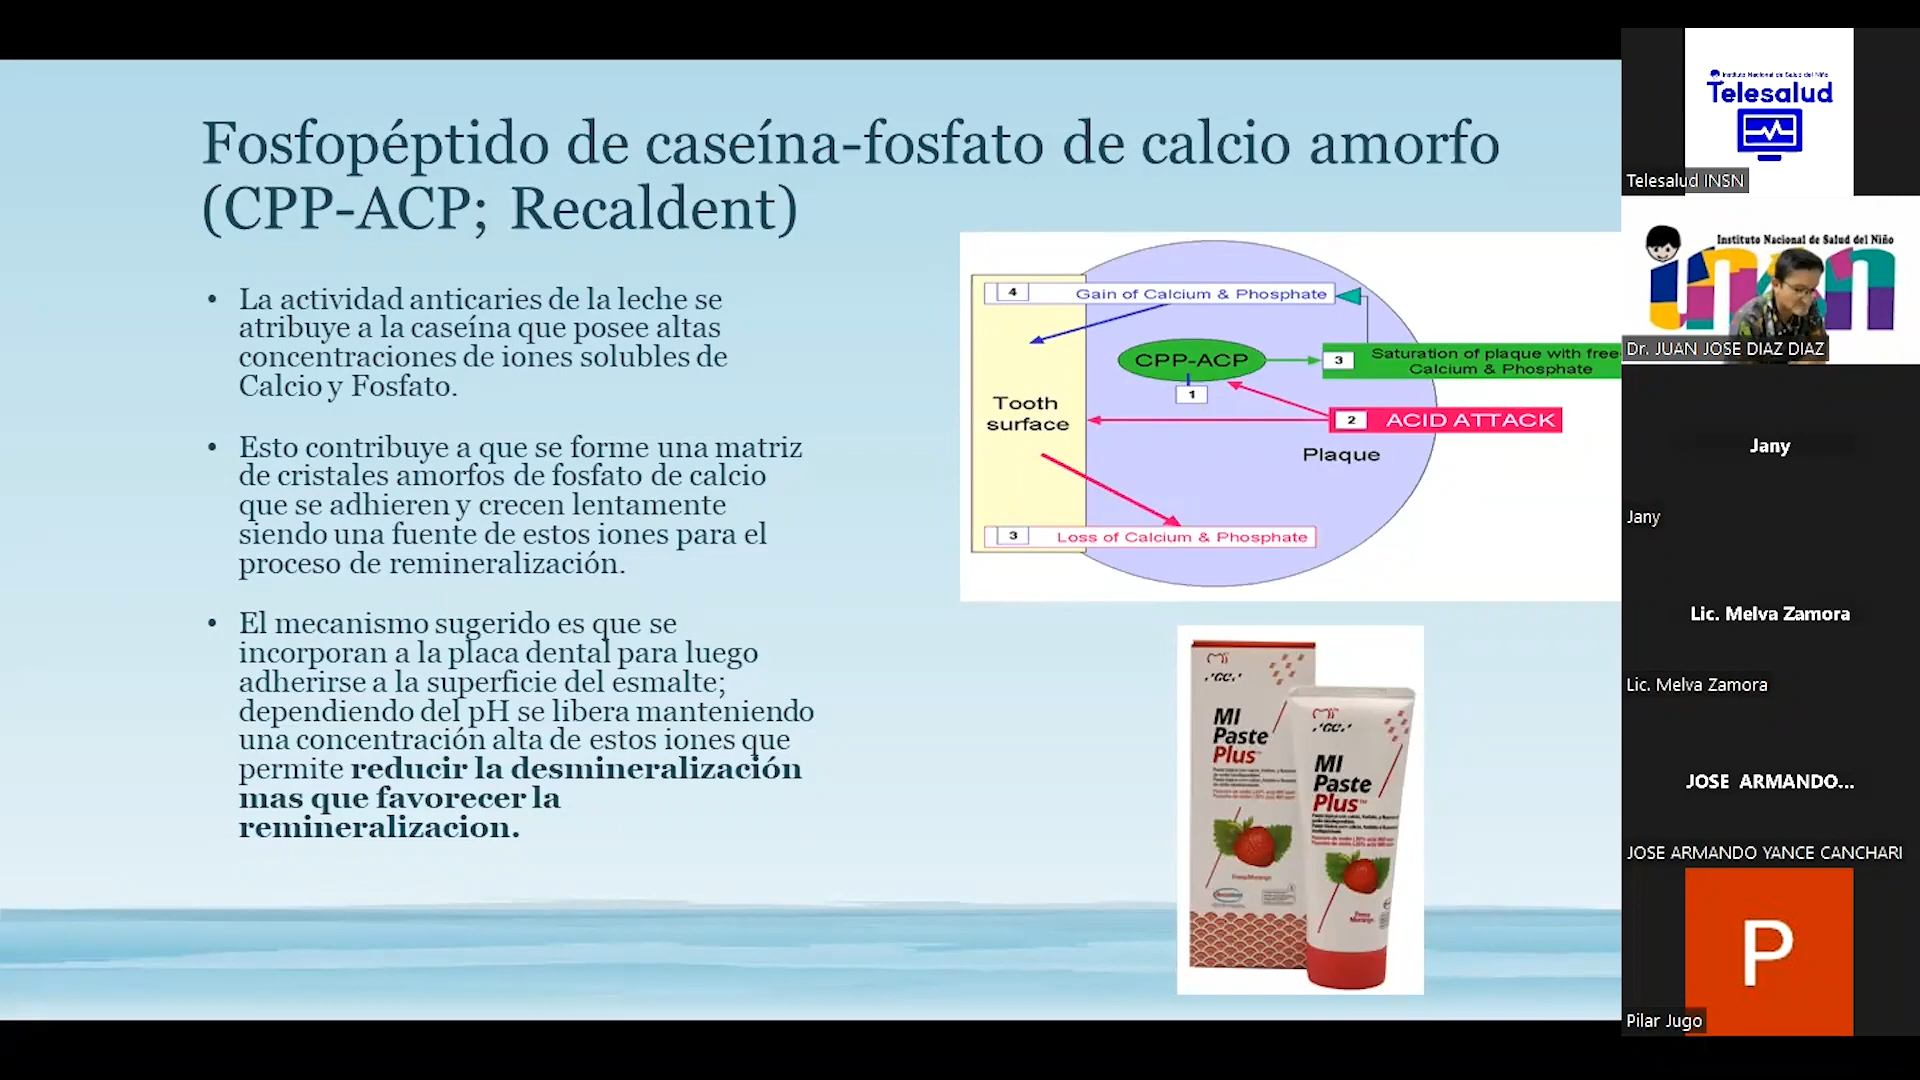 Fosfopéptido de caseína-fosfato de calcio amorfo
(CPP-ACP; Recaldent)
• La actividad anticaries de la leche se
atribuye a la caseína que posee altas
concentraciones de iones solubles de
Calcio y Fosfato.
• Esto contribuye a que se forme una matriz
de cristales amorfos de fosfato de calcio
que se adhieren y crecen lentamente
siendo una fuente de estos iones para el
proceso de remineralización.
• El mecanismo sugerido es que se
incorporan a la placa dental para luego
adherirse a la superficie del esmalte;
dependiendo del pH se libera manteniendo
una concentración alta de estos iones que
permite reducir la desmineralización
mas que favorecer la
remineralizacion.
4 Gain of Calcium & Phosphate
CPP-ACP
1
3 Saturation of plaque with free
Calcium & Phosphate
2 ACID ATTACK
Tooth
surface
Plaque
3 Loss of Calcium & Phosphate
GC
MI
Paste
Plus
GC
MI
Paste
Plus
Instituto Nacional de Salud del Niño
Telesalud
Telesalud INSN
Instituto Nacional de Salud del Niño
Dr. JUAN JOSE DIAZ DIAZ
Jany
Jany
Lic. Melva Zamora
Lic. Melva Zamora
JOSE ARMANDO...
JOSE ARMANDO YANCE CANCHARI
P
Pilar Jugo